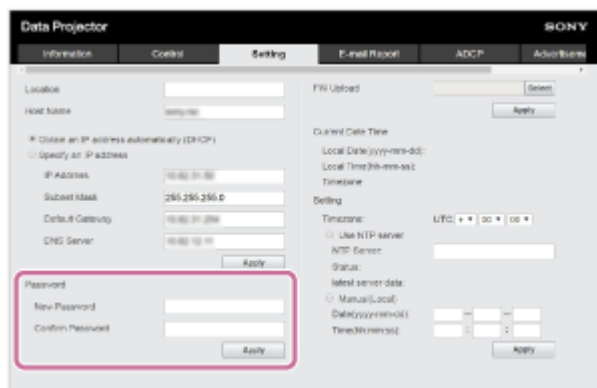 Data Projector
SONY
Information
Control
Setting
E-mail Report
ADCP
Advertiseme
Location
Host Name
Obtain an IP address automatically (DHCP)
Specify an IP address
IP Address
Subnet Mask
255.255.255.0
Default Gateway
DNS Server
Apply
Password
New Password
Confirm Password
Apply
FW Upload
Select
Apply
Current Date Time
Local Date(yyyy-mm-dd):
Local Time(hh-mm-ss):
Timezone
Setting
Timezone:
UTC + 00 00
Use NTP server
NTP Server:
Status:
latest server data:
Manual(Local)
Date(yyyy-mm-dd):
Time(hh:mm:ss):
Apply